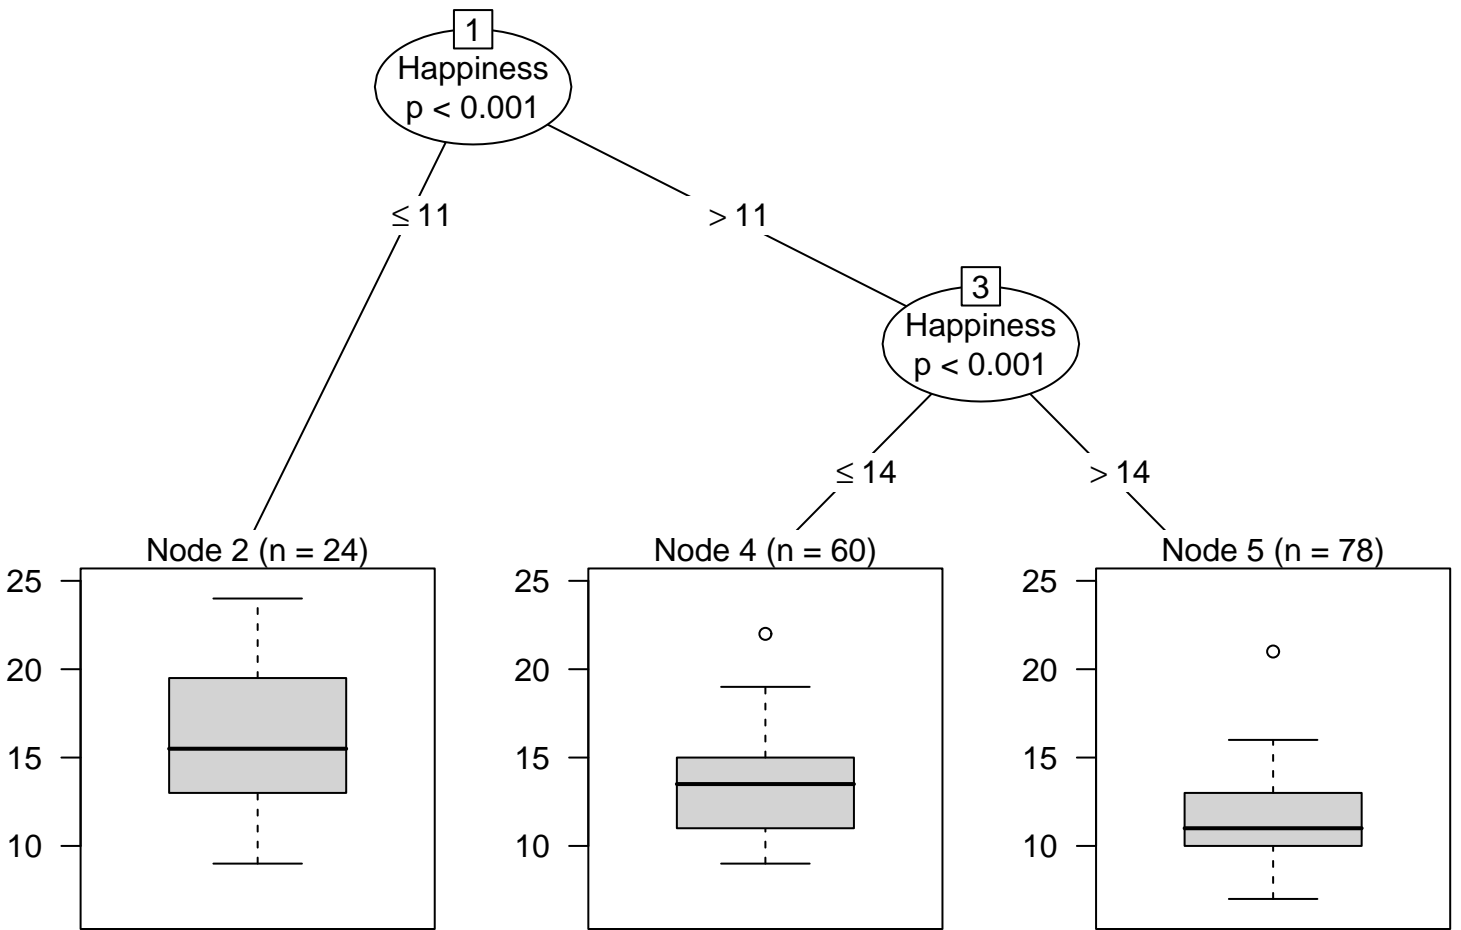 1
Happiness
p < 0.001
≤ 11
> 11
3
Happiness
p < 0.001
≤ 14
> 14
Node 2 (n = 24)
25
20
15
10
Node 4 (n = 60)
25
20
15
10
Node 5 (n = 78)
25
20
15
10